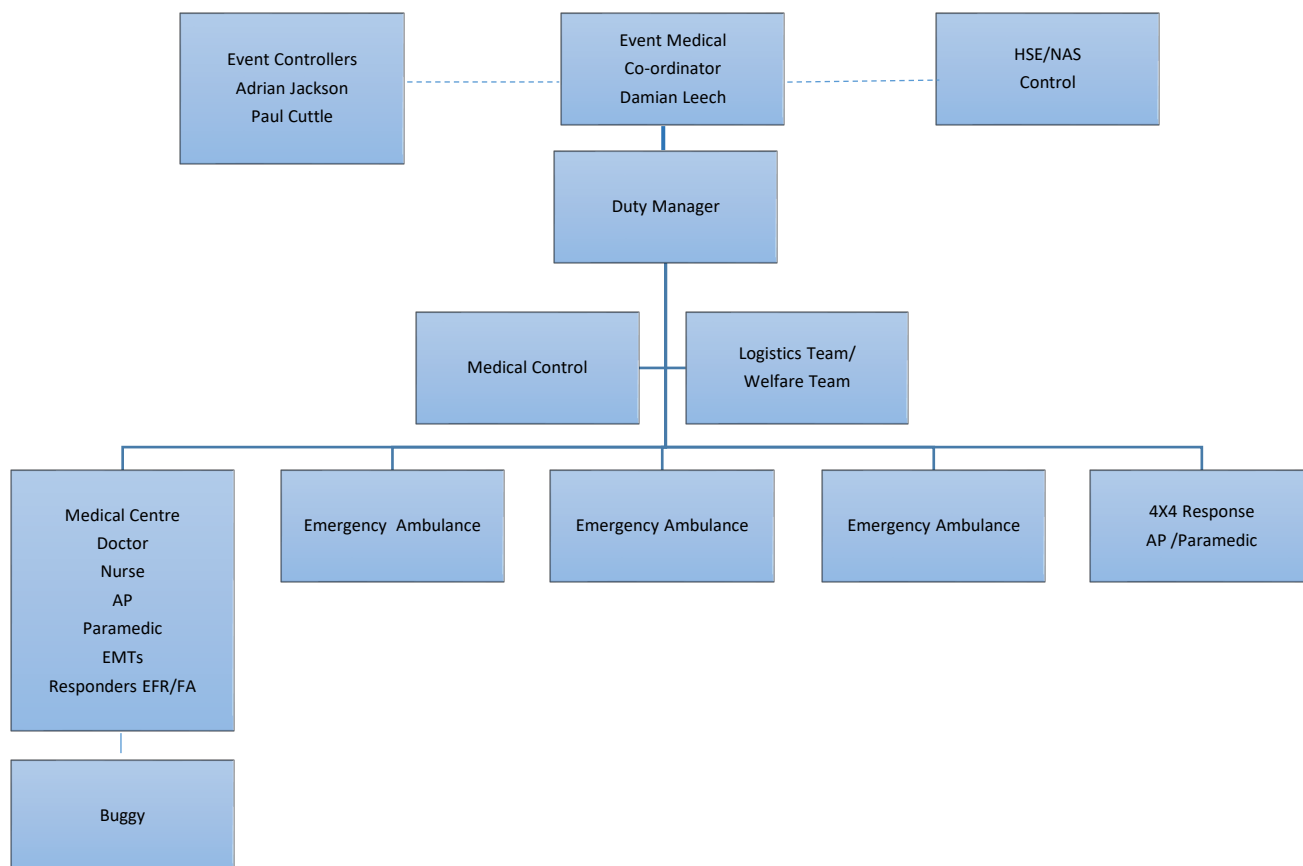 Event Controllers
Adrian Jackson
Paul Cuttle
Event Medical
Co-ordinator
Damian Leech
HSE/NAS
Control
Duty Manager
Medical Control
Logistics Team/
Welfare Team
Medical Centre
Doctor
Nurse
AP
Paramedic
EMTs
Responders EFR/FA
Emergency Ambulance
Emergency Ambulance
Emergency Ambulance
4X4 Response
AP /Paramedic
Buggy